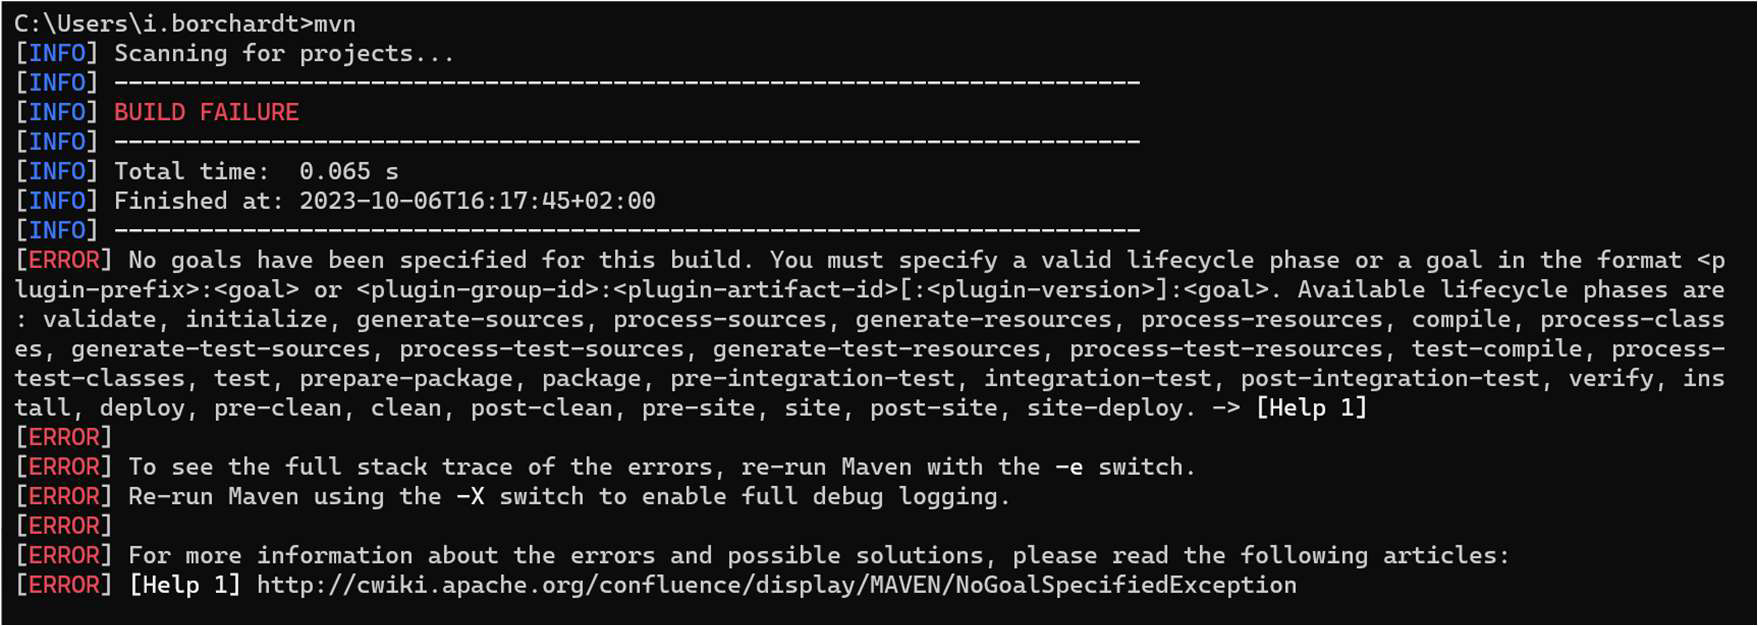 C:\Users\i.borchardt>mvn
[INFO] Scanning for projects...
[INFO] ------------------------------------------------------------------------
[INFO] BUILD FAILURE
[INFO] ------------------------------------------------------------------------
[INFO] Total time:  0.065 s
[INFO] Finished at: 2023-10-06T16:17:45+02:00
[INFO] ------------------------------------------------------------------------
[ERROR] No goals have been specified for this build. You must specify a valid lifecycle phase or a goal in the format <p
lugin-prefix>:<goal> or <plugin-group-id>:<plugin-artifact-id>[:<plugin-version>]:<goal>. Available lifecycle phases are
: validate, initialize, generate-sources, process-sources, generate-resources, process-resources, compile, process-class
es, generate-test-sources, process-test-sources, generate-test-resources, process-test-resources, test-compile, process-
test-classes, test, prepare-package, package, pre-integration-test, integration-test, post-integration-test, verify, ins
tall, deploy, pre-clean, clean, post-clean, pre-site, site, post-site, site-deploy. -> [Help 1]
[ERROR]
[ERROR] To see the full stack trace of the errors, re-run Maven with the -e switch.
[ERROR] Re-run Maven using the -X switch to enable full debug logging.
[ERROR]
[ERROR] For more information about the errors and possible solutions, please read the following articles:
[ERROR] [Help 1] http://cwiki.apache.org/confluence/display/MAVEN/NoGoalSpecifiedException